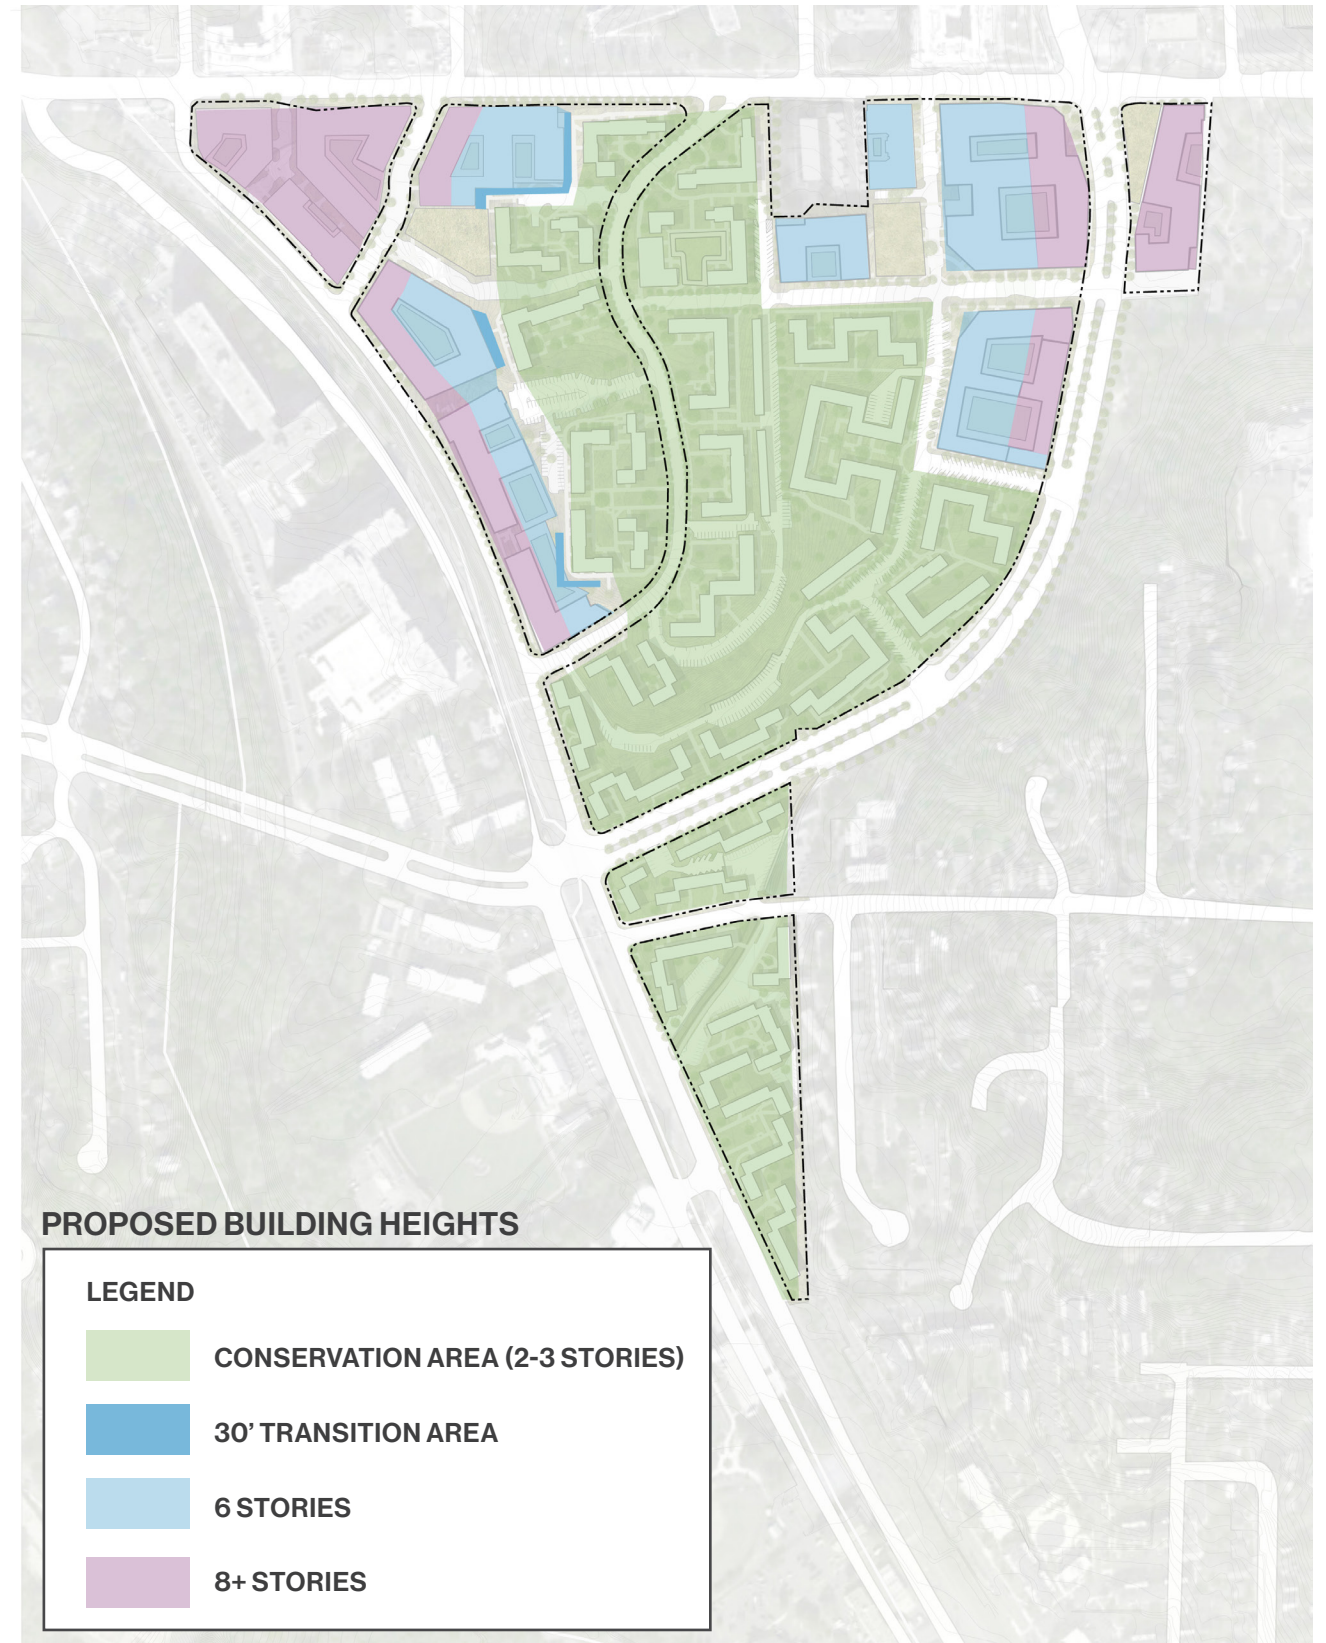 PROPOSED BUILDING HEIGHTS
LEGEND
CONSERVATION AREA (2-3 STORIES)
30’ TRANSITION AREA
6 STORIES
8+ STORIES